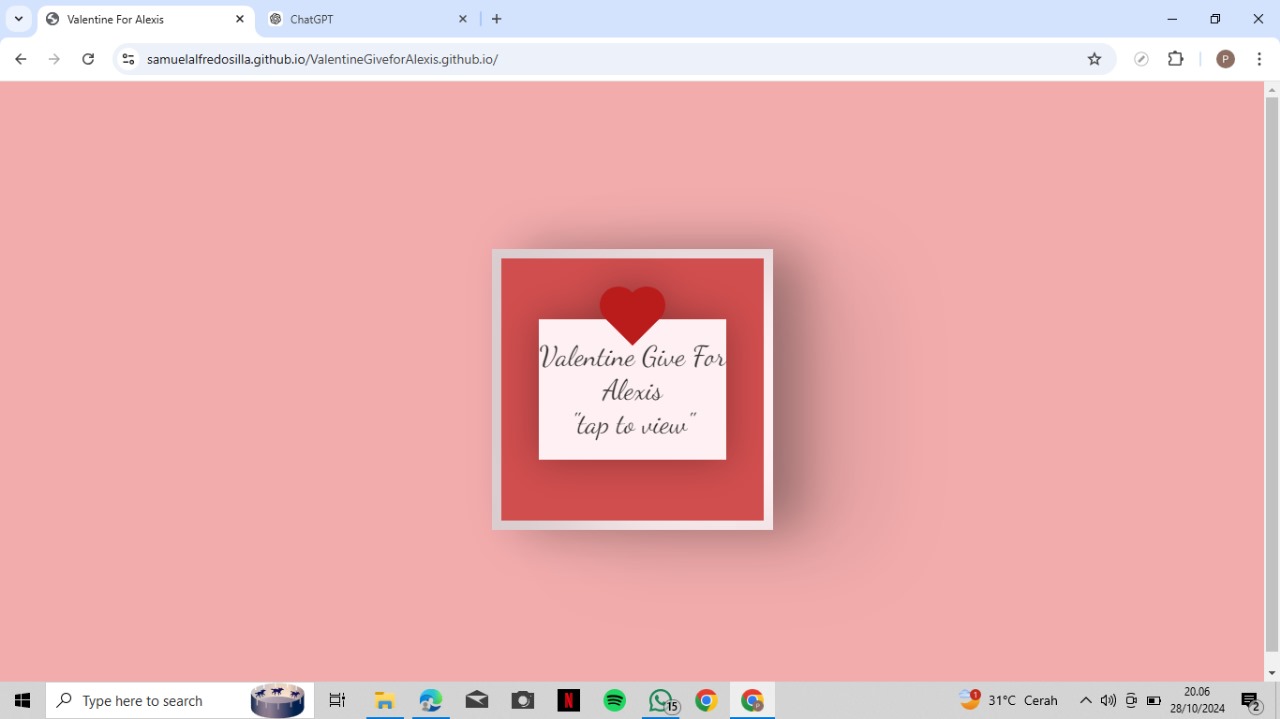 Valentine For Alexis
ChatGPT
samuelalfredosilla.github.io/ValentineGiveforAlexis.github.io/
P
Valentine Give For
Alexis
"tap to view"
Type here to search
N
15
1
31°C Cerah
20.06
28/10/2024
2